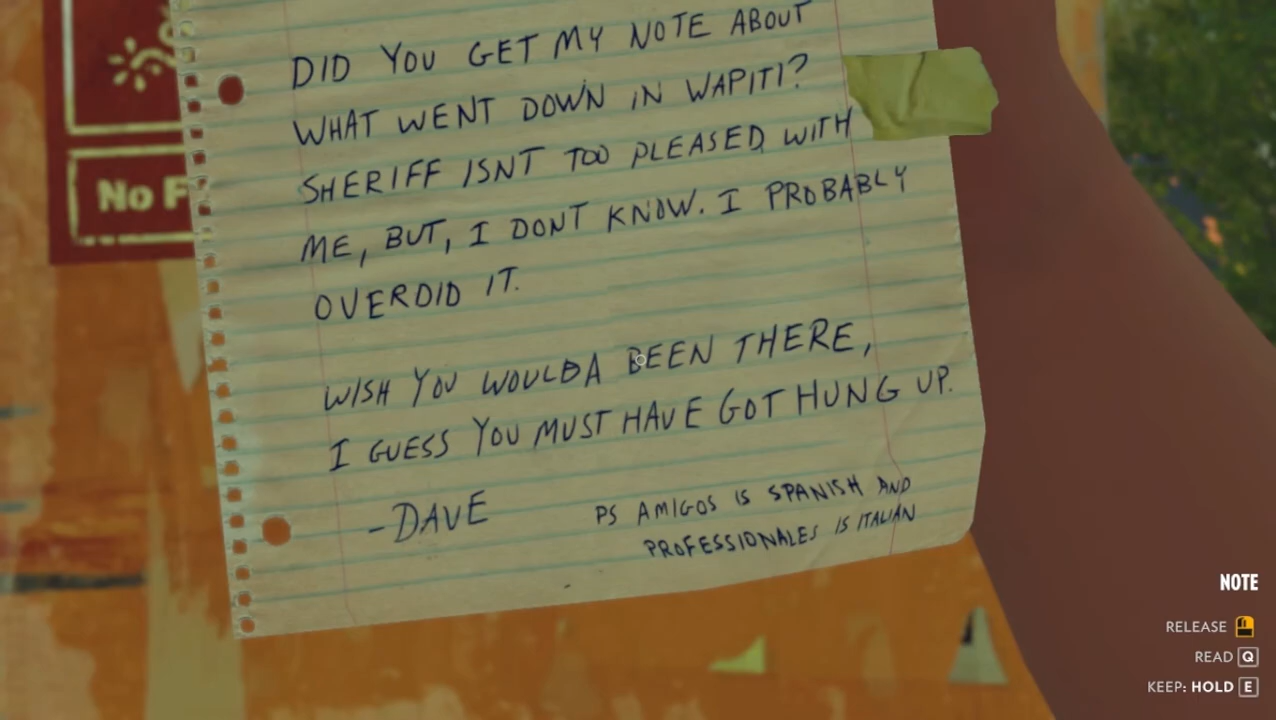 DID YOU GET MY NOTE ABOUT
WHAT WENT DOWN IN WAPITI?
SHERIFF ISNT TOO PLEASED WITH
ME, BUT, I DONT KNOW. I PROBABLY
OVERDID IT.
WISH YOU WOULDA BEEN THERE,
I GUESS YOU MUST HAVE GOT HUNG UP.
-DAVE
PS AMIGOS IS SPANISH AND
PROFESSIONALES IS ITALIAN
No F
NOTE
RELEASE
READ Q
KEEP: HOLD E